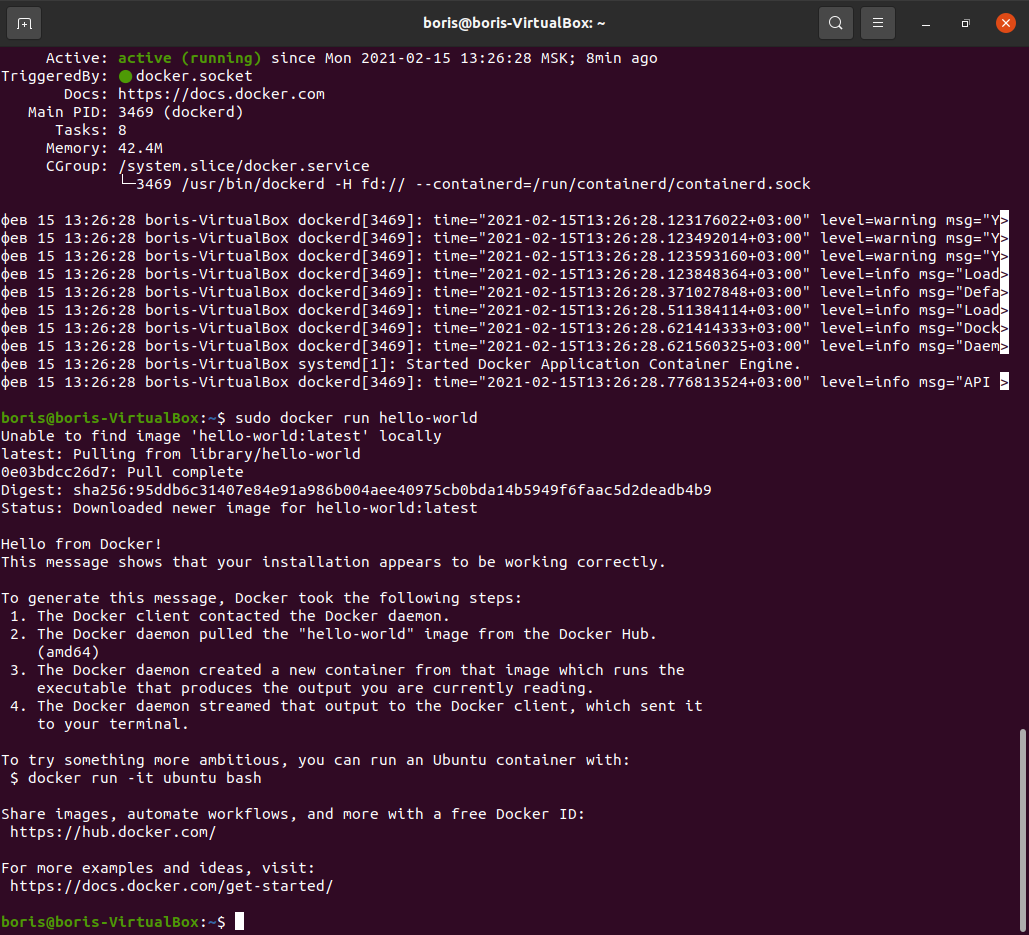 boris@boris-VirtualBox: ~
Active: active (running) since Mon 2021-02-15 13:26:28 MSK; 8min ago
TriggeredBy: ● docker.socket
Docs: https://docs.docker.com
Main PID: 3469 (dockerd)
Tasks: 8
Memory: 42.4M
CGroup: /system.slice/docker.service
└─3469 /usr/bin/dockerd -H fd:// --containerd=/run/containerd/containerd.sock
фев 15 13:26:28 boris-VirtualBox dockerd[3469]: time="2021-02-15T13:26:28.123176022+03:00" level=warning msg="Y>
фев 15 13:26:28 boris-VirtualBox dockerd[3469]: time="2021-02-15T13:26:28.123492014+03:00" level=warning msg="Y>
фев 15 13:26:28 boris-VirtualBox dockerd[3469]: time="2021-02-15T13:26:28.123593160+03:00" level=warning msg="Y>
фев 15 13:26:28 boris-VirtualBox dockerd[3469]: time="2021-02-15T13:26:28.123848364+03:00" level=info msg="Load>
фев 15 13:26:28 boris-VirtualBox dockerd[3469]: time="2021-02-15T13:26:28.371027848+03:00" level=info msg="Defa>
фев 15 13:26:28 boris-VirtualBox dockerd[3469]: time="2021-02-15T13:26:28.511384114+03:00" level=info msg="Load>
фев 15 13:26:28 boris-VirtualBox dockerd[3469]: time="2021-02-15T13:26:28.621414333+03:00" level=info msg="Dock>
фев 15 13:26:28 boris-VirtualBox dockerd[3469]: time="2021-02-15T13:26:28.621560325+03:00" level=info msg="Daem>
фев 15 13:26:28 boris-VirtualBox systemd[1]: Started Docker Application Container Engine.
фев 15 13:26:28 boris-VirtualBox dockerd[3469]: time="2021-02-15T13:26:28.776813524+03:00" level=info msg="API >
boris@boris-VirtualBox:~$ sudo docker run hello-world
Unable to find image 'hello-world:latest' locally
latest: Pulling from library/hello-world
0e03bdcc26d7: Pull complete
Digest: sha256:95ddb6c31407e84e91a986b004aee40975cb0bda14b5949f6faac5d2deadb4b9
Status: Downloaded newer image for hello-world:latest
Hello from Docker!
This message shows that your installation appears to be working correctly.
To generate this message, Docker took the following steps:
1. The Docker client contacted the Docker daemon.
2. The Docker daemon pulled the "hello-world" image from the Docker Hub.
(amd64)
3. The Docker daemon created a new container from that image which runs the
executable that produces the output you are currently reading.
4. The Docker daemon streamed that output to the Docker client, which sent it
to your terminal.
To try something more ambitious, you can run an Ubuntu container with:
$ docker run -it ubuntu bash
Share images, automate workflows, and more with a free Docker ID:
https://hub.docker.com/
For more examples and ideas, visit:
https://docs.docker.com/get-started/
boris@boris-VirtualBox:~$